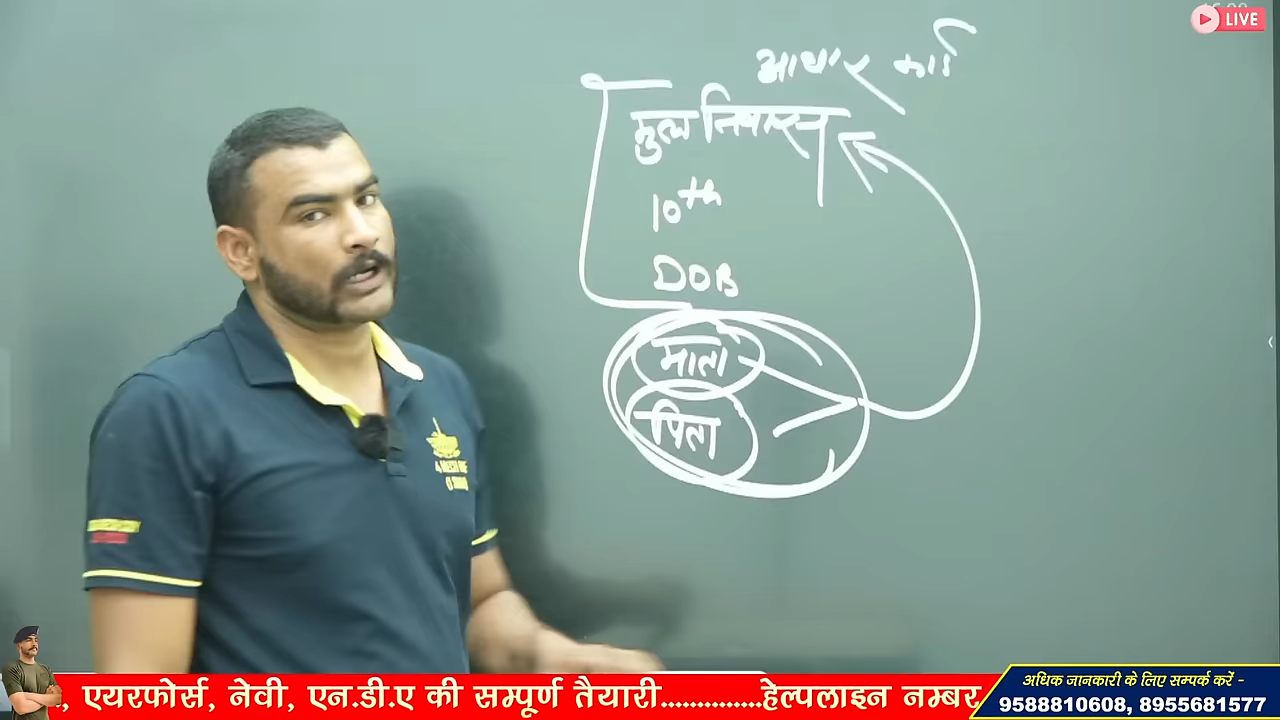 LIVE
आधार कार्ड
मुल निवास
10th
DOB
माता
पिता
, एयरफोर्स, नेवी, एन.डी.ए की सम्पूर्ण तैयारी..............हेल्पलाइन नम्बर
अधिक जानकारी के लिए सम्पर्क करें -
9588810608, 8955681577